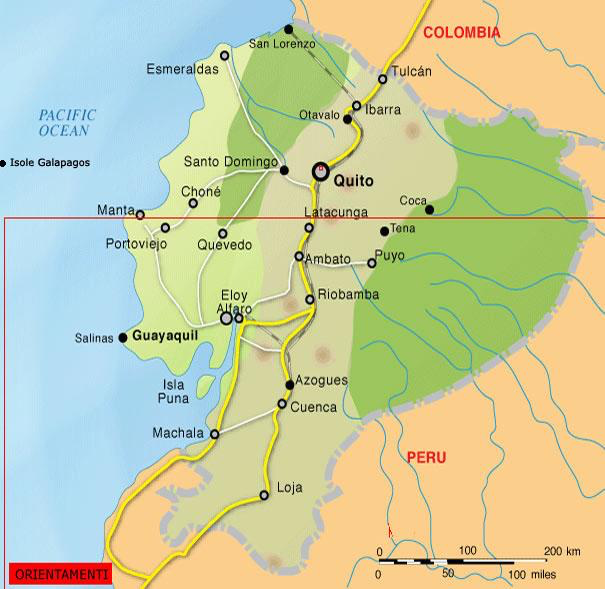 COLOMBIA
San Lorenzo
Esmeraldas
Tulcán
Ibarra
Otavalo
PACIFIC
OCEAN
Isole Galapagos
Santo Domingo
Quito
Choné
Coca
Manta
Latacunga
Tena
Portoviejo
Quevedo
Ambato
Puyo
Eloy
Alfaro
Riobamba
Salinas
Guayaquil
Isla
Puna
Azogues
Cuenca
Machala
PERU
Loja
0 100 200 km
0 50 100 miles
ORIENTAMENTI